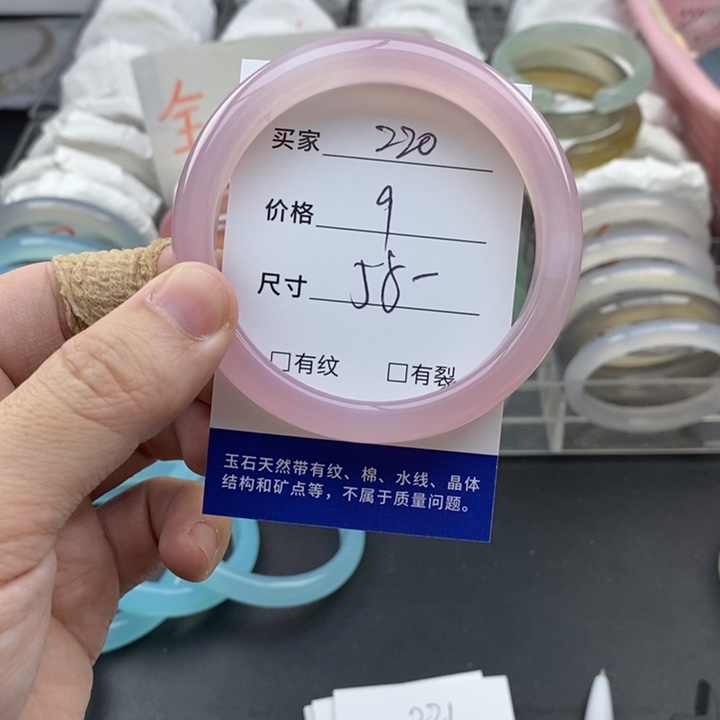 全
买家 220
价格 9
尺寸 58-
□有纹 □有裂
玉石天然带有纹、棉、水线、晶体
结构和矿点等，不属于质量问题。
221